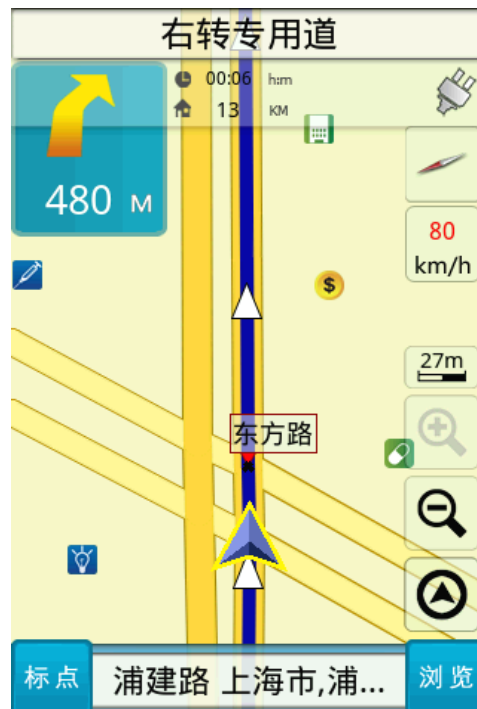 右转专用道
00:06 h:m
13 KM
480 M
80
km/h
$
27m
东方路
标点
浦建路 上海市,浦...
浏览